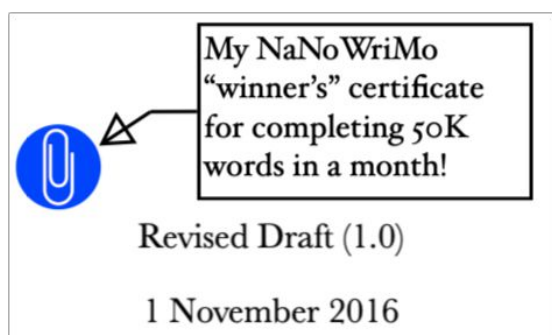 My NaNoWriMo
“winner’s” certificate
for completing 50K
words in a month!
Revised Draft (1.0)
1 November 2016